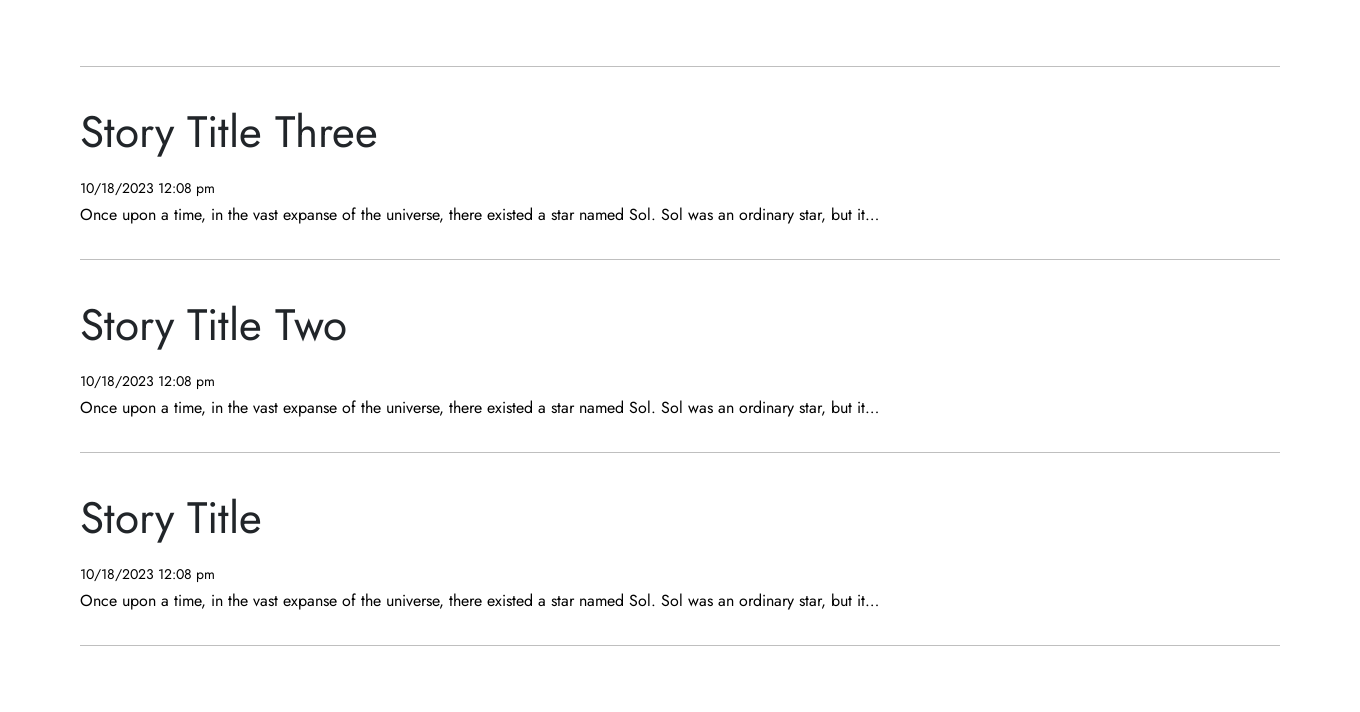 Story Title Three
10/18/2023 12:08 pm
Once upon a time, in the vast expanse of the universe, there existed a star named Sol. Sol was an ordinary star, but it...
Story Title Two
10/18/2023 12:08 pm
Once upon a time, in the vast expanse of the universe, there existed a star named Sol. Sol was an ordinary star, but it...
Story Title
10/18/2023 12:08 pm
Once upon a time, in the vast expanse of the universe, there existed a star named Sol. Sol was an ordinary star, but it...